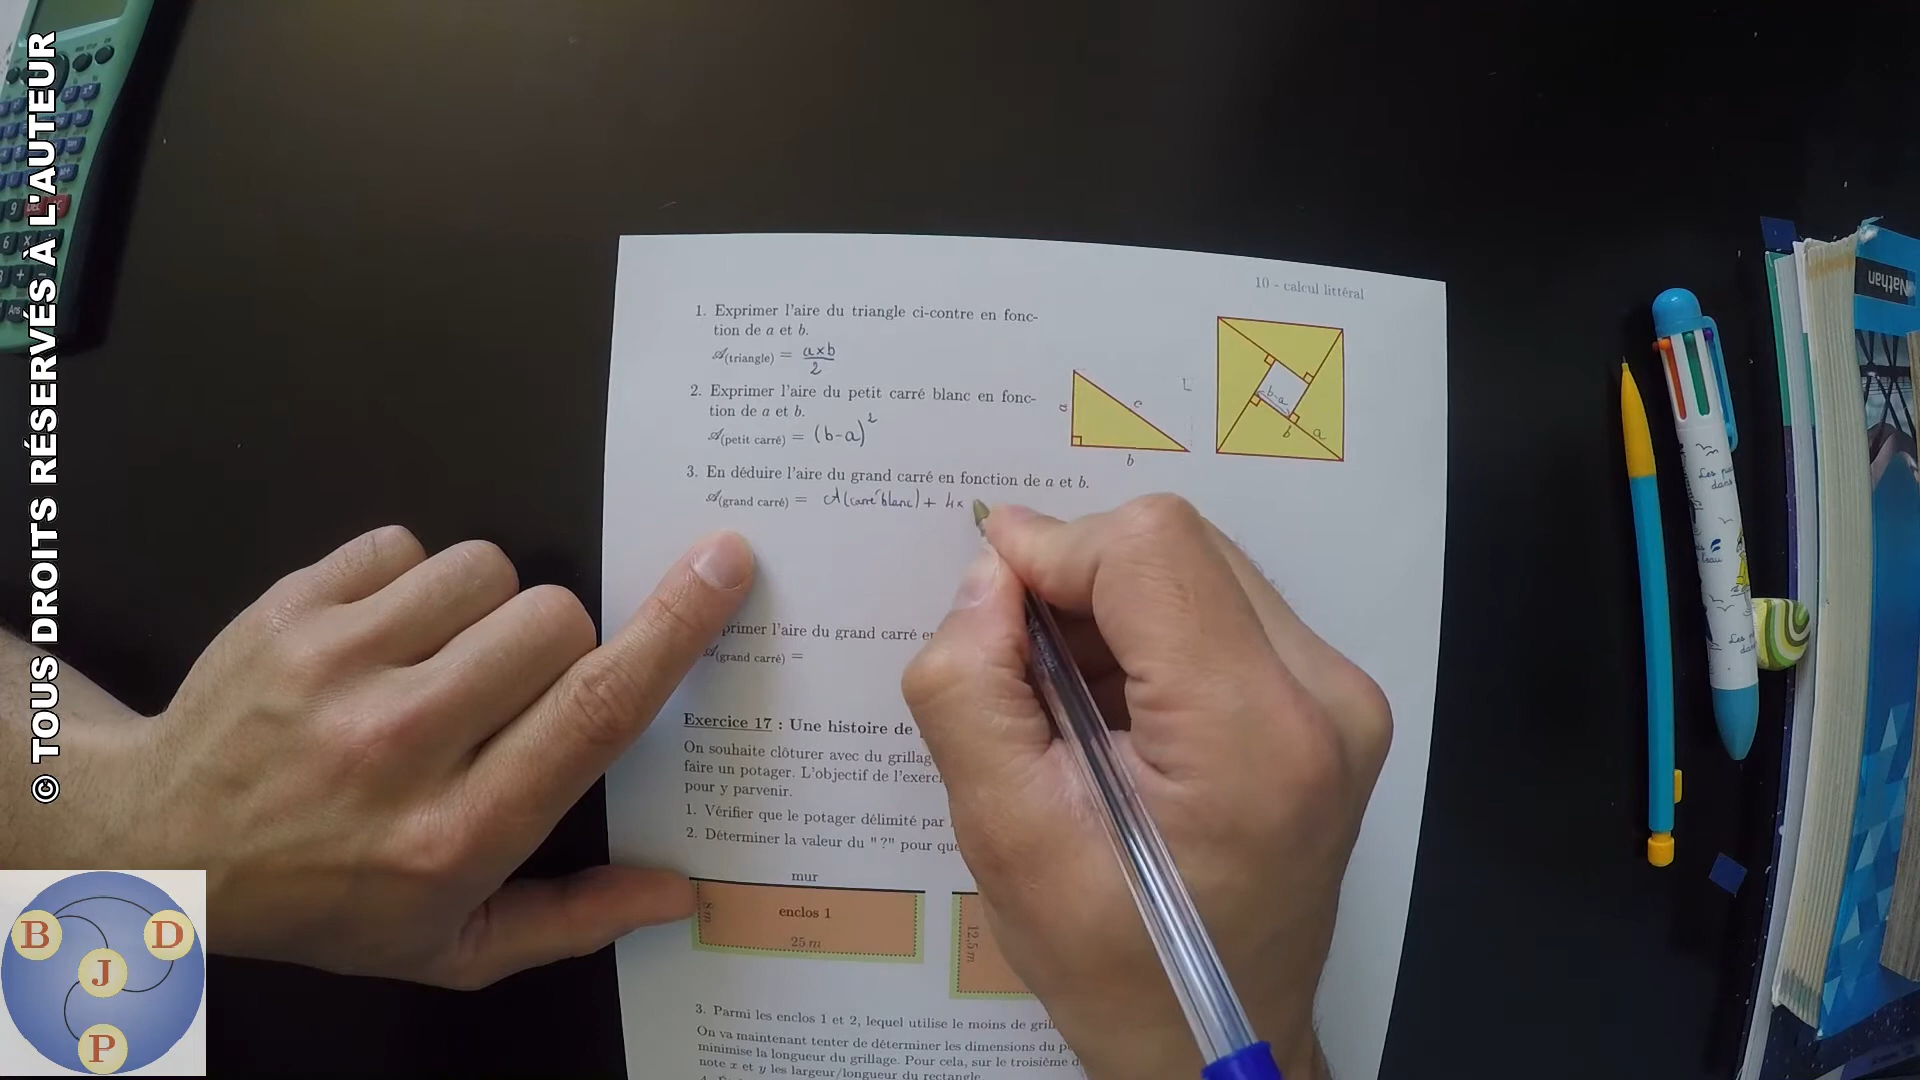 © TOUS DROITS RÉSERVÉS À L'AUTEUR
10 - calcul littéral
1. Exprimer l'aire du triangle ci-contre en fonc-
tion de a et b.
𝒜(triangle) = a×b/2
2. Exprimer l'aire du petit carré blanc en fonc-
tion de a et b.
𝒜(petit carré) = (b-a)²
a
c
b
b-a
b
a
3. En déduire l'aire du grand carré en fonction de a et b.
𝒜(grand carré) = A(carré blanc) + 4×
primer l'aire du grand carré en
𝒜(grand carré) =
Exercice 17 : Une histoire de
On souhaite clôturer avec du grillag
faire un potager. L'objectif de l'exerci
pour y parvenir.
1. Vérifier que le potager délimité par
2. Déterminer la valeur du "?" pour que
mur
8 m
enclos 1
25 m
12,5 m
3. Parmi les enclos 1 et 2, lequel utilise le moins de gril
On va maintenant tenter de déterminer les dimensions du p
minimise la longueur du grillage. Pour cela, sur le troisième d
note x et y les largeur/longueur du rectangle
B
D
J
P
Nathan
9
DEL
6
×
+
-
Ans